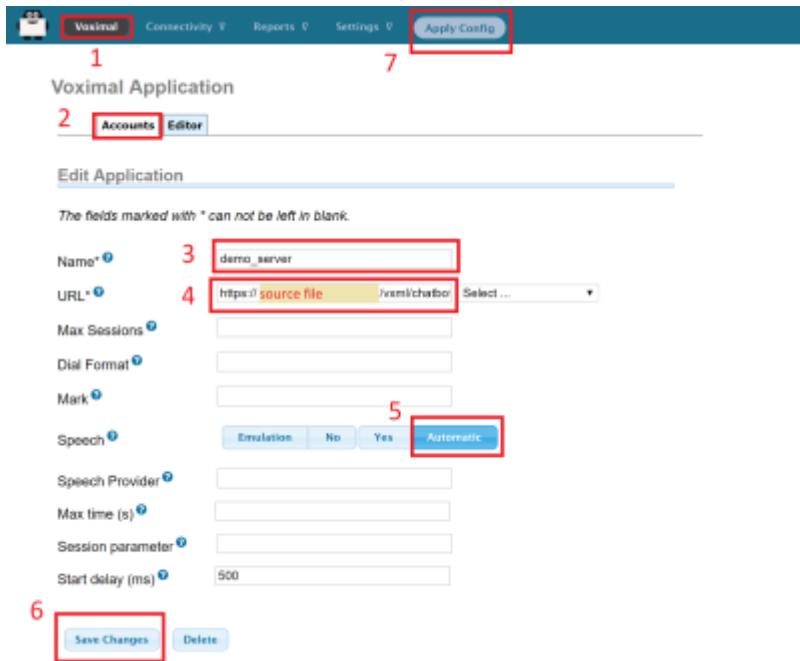 Voximal Connectivity Reports Settings Apply Config
1
7
Voximal Application
2 Accounts Editor
Edit Application
The fields marked with * can not be left in blank.
Name* 3 demo_server
URL* 4 https:// source file /vxml/chatbo Select ...
Max Sessions
Dial Format
Mark
5
Speech Emulation No Yes Automatic
Speech Provider
Max time (s)
Session parameter
Start delay (ms) 500
6
Save Changes Delete